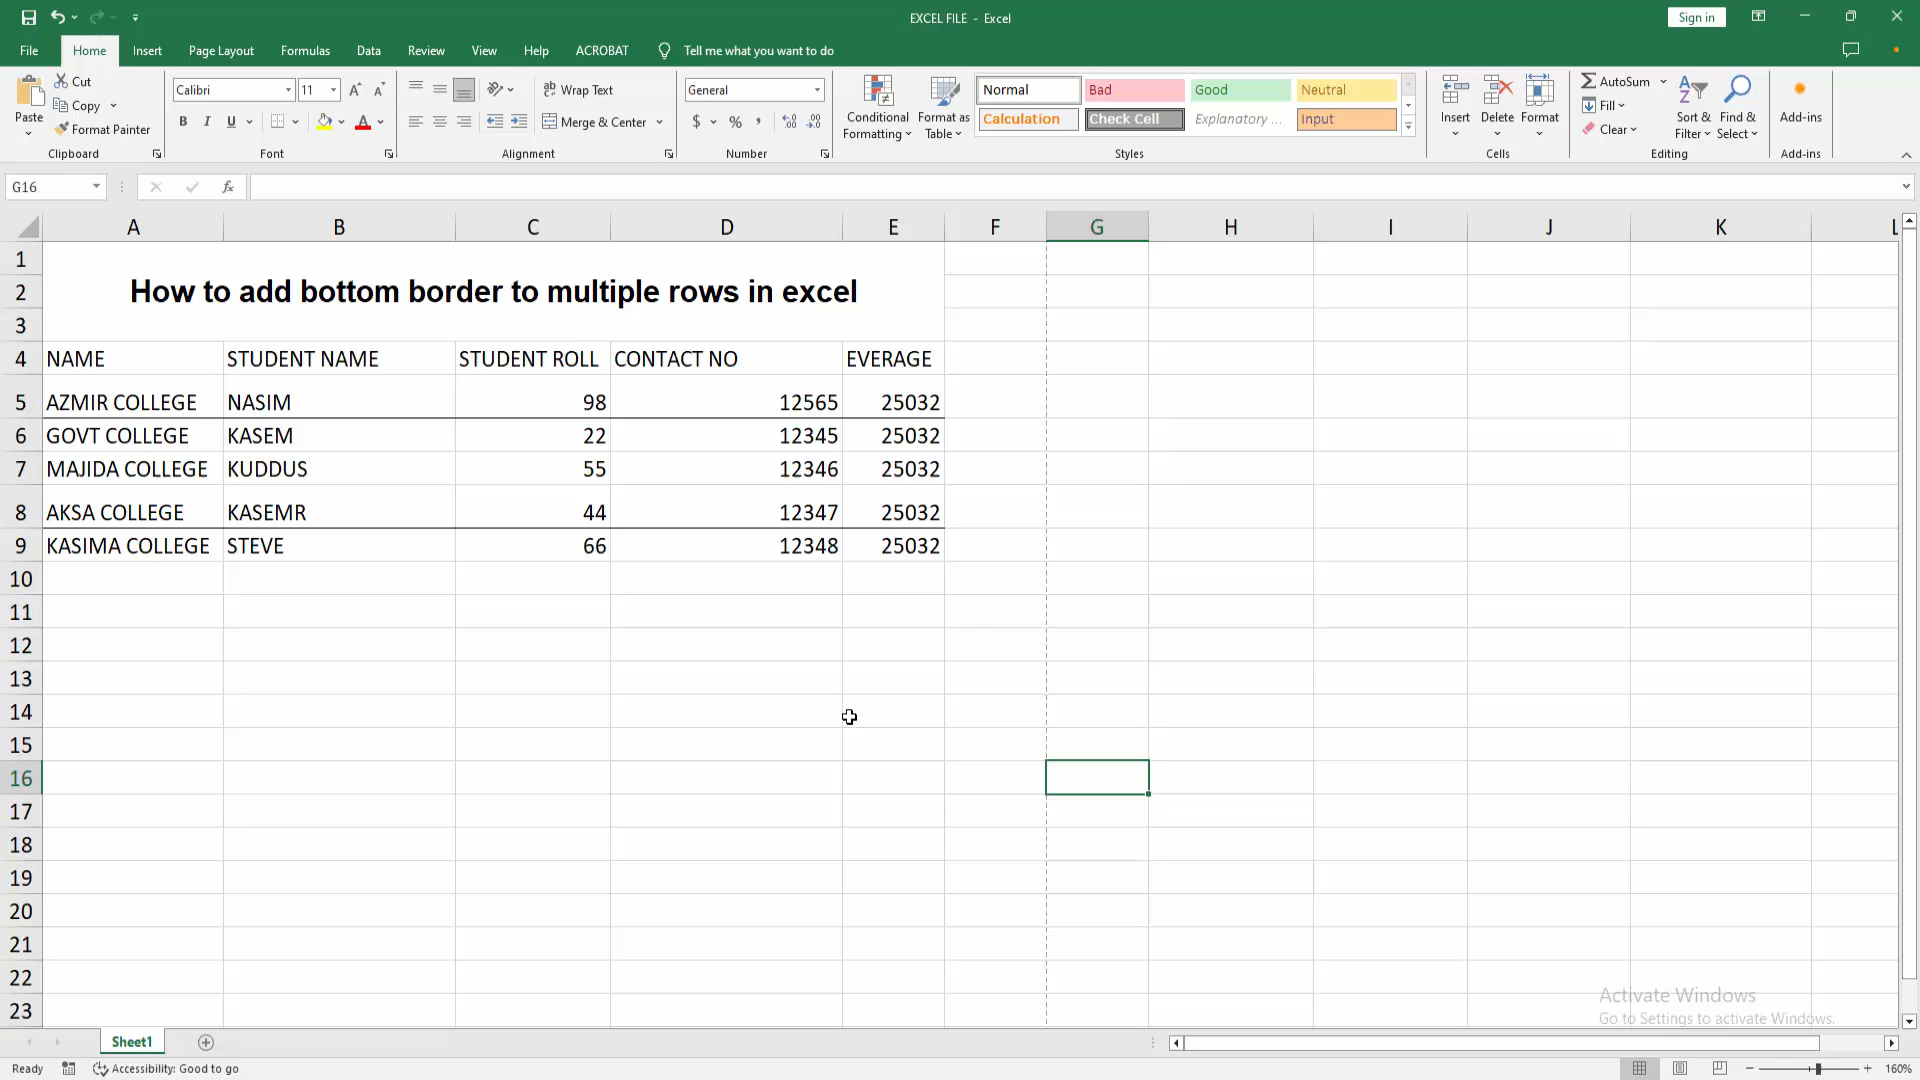 EXCEL FILE - Excel
Sign in
File Home Insert Page Layout Formulas Data Review View Help ACROBAT Tell me what you want to do
Paste
Cut
Copy
Format Painter
Clipboard
Calibri 11
B I U
Font
Wrap Text
Merge & Center
Alignment
General
$ % ,
Number
Conditional Formatting
Format as Table
Normal Bad Good Neutral
Calculation Check Cell Explanatory ... Input
Styles
Insert Delete Format
Cells
AutoSum
Fill
Clear
Sort & Filter
Find & Select
Editing
Add-ins
Add-ins
G16 fx
A B C D E F G H I J K L
1
2 How to add bottom border to multiple rows in excel
3
4 NAME STUDENT NAME STUDENT ROLL CONTACT NO EVERAGE
5 AZMIR COLLEGE NASIM 98 12565 25032
6 GOVT COLLEGE KASEM 22 12345 25032
7 MAJIDA COLLEGE KUDDUS 55 12346 25032
8 AKSA COLLEGE KASEMR 44 12347 25032
9 KASIMA COLLEGE STEVE 66 12348 25032
10
11
12
13
14
15
16
17
18
19
20
21
22
23
Activate Windows
Go to Settings to activate Windows.
Sheet1
Ready Accessibility: Good to go 160%